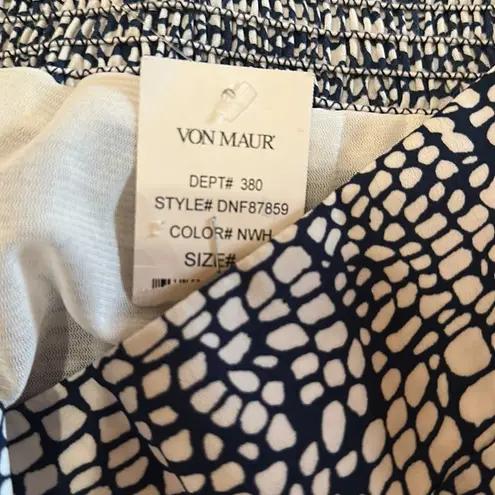 VON MAUR
DEPT# 380
STYLE# DNF87859
COLOR# NWH
SIZE#